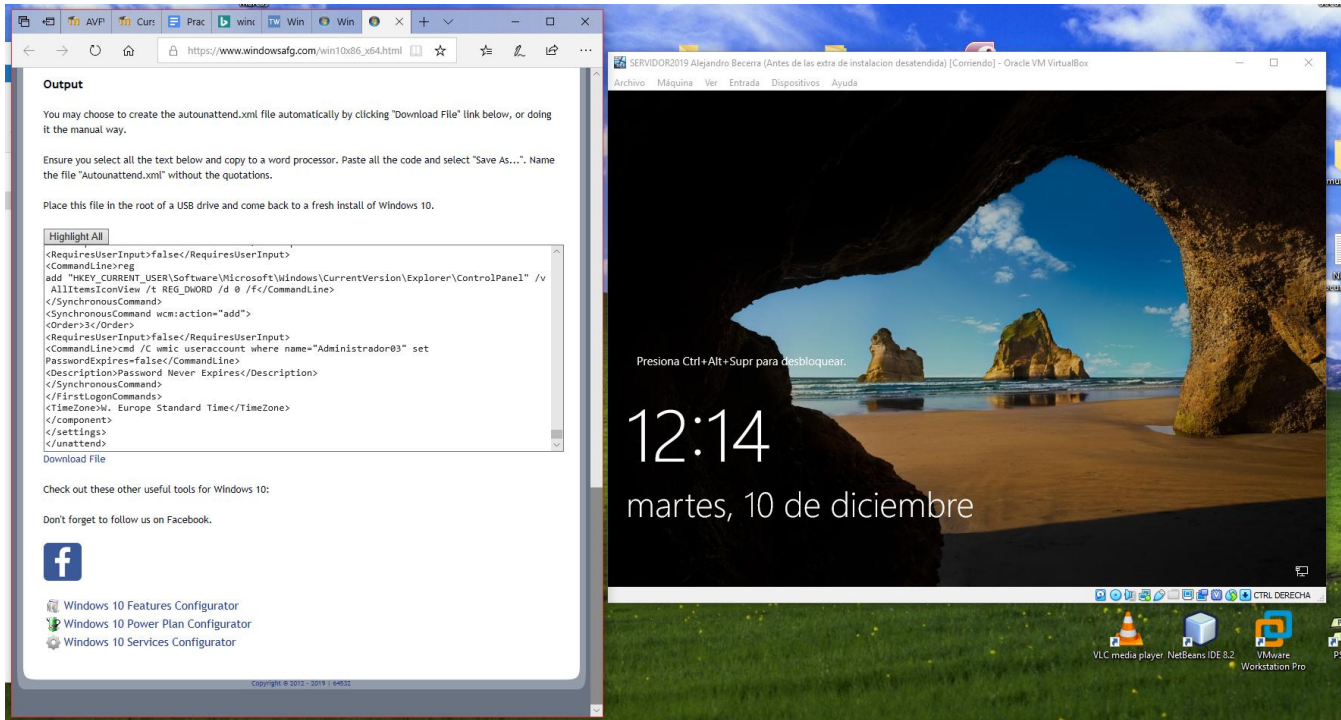 AVP
Curs
Prac
winc
Win
Win
https://www.windowsafg.com/win10x86_x64.html
Output
You may choose to create the autounattend.xml file automatically by clicking "Download File" link below, or doing
it the manual way.
Ensure you select all the text below and copy to a word processor. Paste all the code and select "Save As...". Name
the file "Autounattend.xml" without the quotations.
Place this file in the root of a USB drive and come back to a fresh install of Windows 10.
Highlight All
<RequiresUserInput>false</RequiresUserInput>
<CommandLine>reg
add "HKEY_CURRENT_USER\Software\Microsoft\Windows\CurrentVersion\Explorer\ControlPanel" /v
AllItemsIconView /t REG_DWORD /d 0 /f</CommandLine>
</SynchronousCommand>
<SynchronousCommand wcm:action="add">
<Order>3</Order>
<RequiresUserInput>false</RequiresUserInput>
<CommandLine>cmd /C wmic useraccount where name="Administrador03" set
PasswordExpires=false</CommandLine>
<Description>Password Never Expires</Description>
</SynchronousCommand>
</FirstLogonCommands>
<TimeZone>W. Europe Standard Time</TimeZone>
</component>
</settings>
</unattend>
Download File
Check out these other useful tools for Windows 10:
Don't forget to follow us on Facebook.
Windows 10 Features Configurator
Windows 10 Power Plan Configurator
Windows 10 Services Configurator
Copyright © 2012 - 2019 | 64532
SERVIDOR2019 Alejandro Becerra (Antes de las extra de instalacion desatendida) [Corriendo] - Oracle VM VirtualBox
Archivo Máquina Ver Entrada Dispositivos Ayuda
Presiona Ctrl+Alt+Supr para desbloquear.
12:14
martes, 10 de diciembre
CTRL DERECHA
VLC media player
NetBeans IDE 8.2
VMware
Workstation Pro